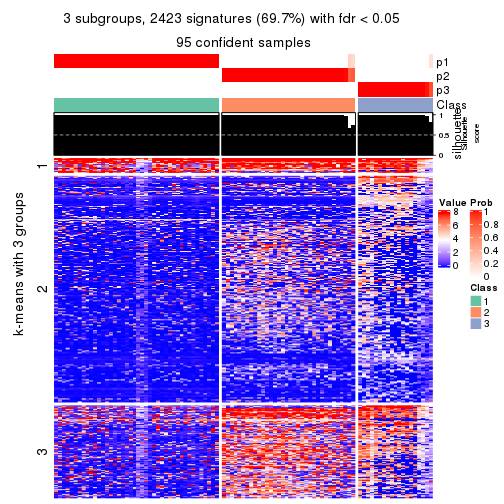 3 subgroups, 2423 signatures (69.7%) with fdr < 0.05
95 confident samples
p1
p2
p3
Class
1
0.5
0
silhouette
Silhouette
score
k-means with 3 groups
1
2
3
Value
8
6
4
2
0
Prob
1
0.8
0.6
0.4
0.2
0
Class
1
2
3